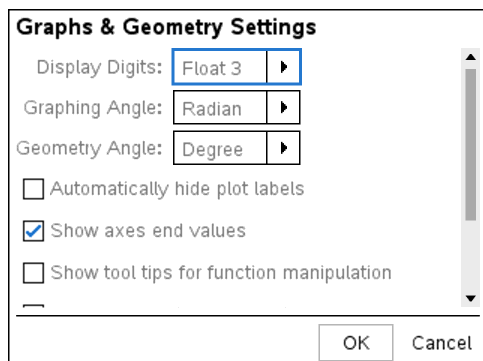 Graphs & Geometry Settings
Display Digits: Float 3
Graphing Angle: Radian
Geometry Angle: Degree
Automatically hide plot labels
Show axes end values
Show tool tips for function manipulation
OK Cancel